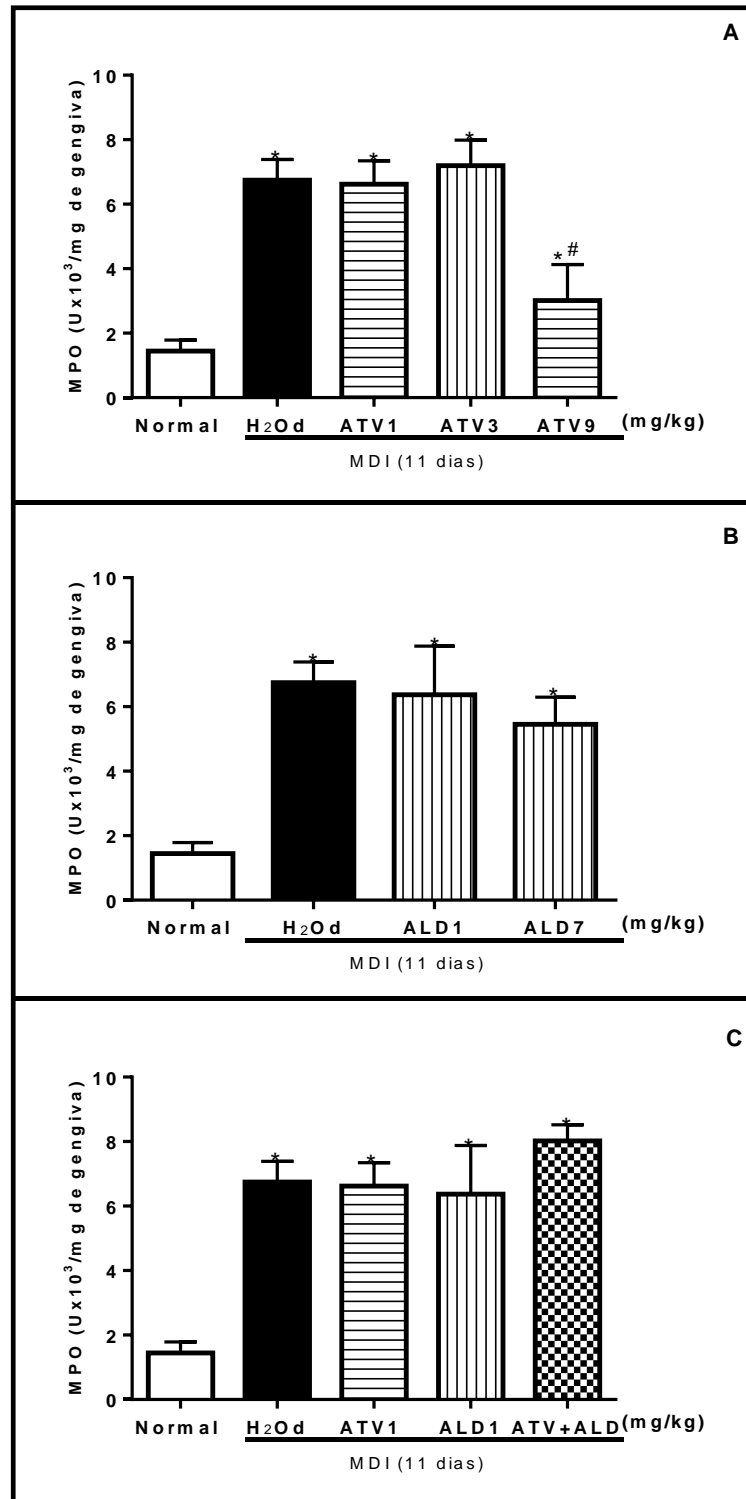 A
MPO (Ux10³/mg de gengiva)
10
8
6
4
2
0
* * * *#
Normal H₂Od ATV1 ATV3 ATV9 (mg/kg)
MDI (11 dias)
B
MPO (Ux10³/mg de gengiva)
10
8
6
4
2
0
* * *
Normal H₂Od ALD1 ALD7 (mg/kg)
MDI (11 dias)
C
MPO (Ux10³/mg de gengiva)
10
8
6
4
2
0
* * * *
Normal H₂Od ATV1 ALD1 ATV+ALD (mg/kg)
MDI (11 dias)